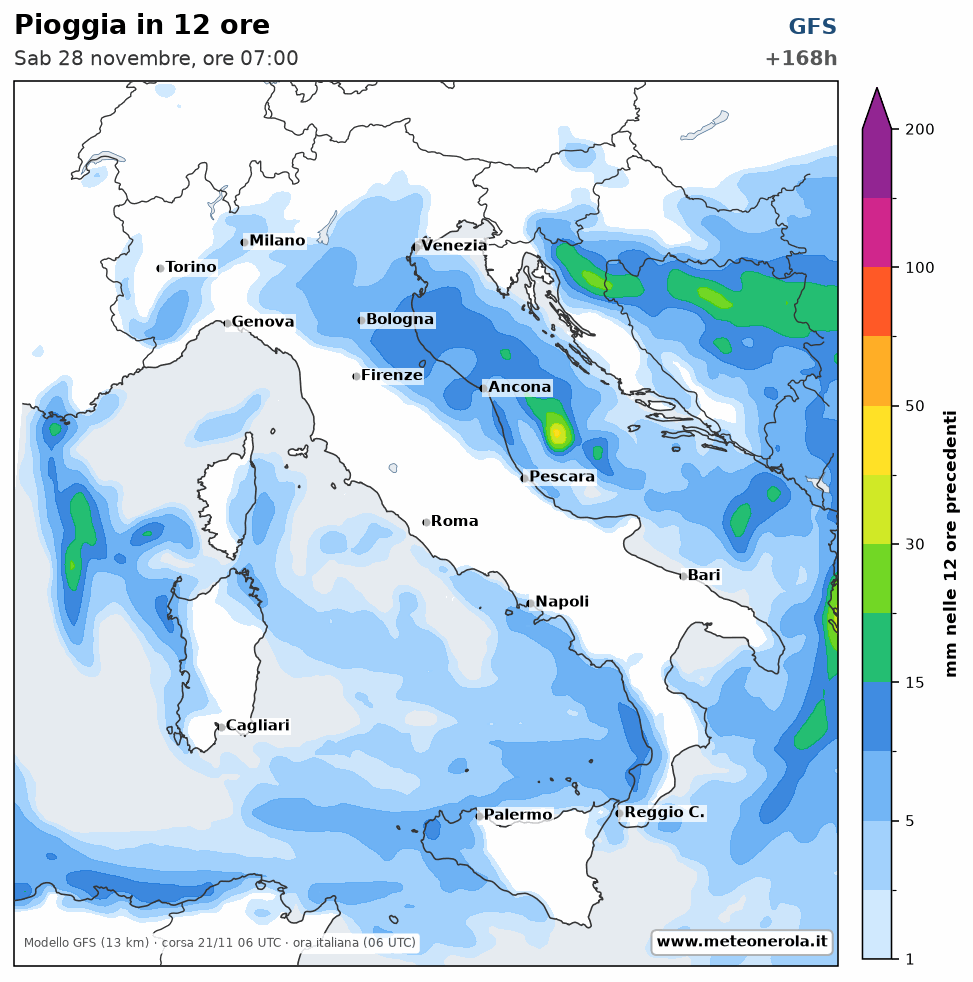 Pioggia in 12 ore
GFS
Sab 28 novembre, ore 07:00
+168h
200
100
50
30
15
5
1
mm nelle 12 ore precedenti
Milano
Venezia
Torino
Genova
Bologna
Firenze
Ancona
Pescara
Roma
Bari
Napoli
Cagliari
Palermo
Reggio C.
Modello GFS (13 km) · corsa 21/11 06 UTC · ora italiana (06 UTC)
www.meteonerola.it